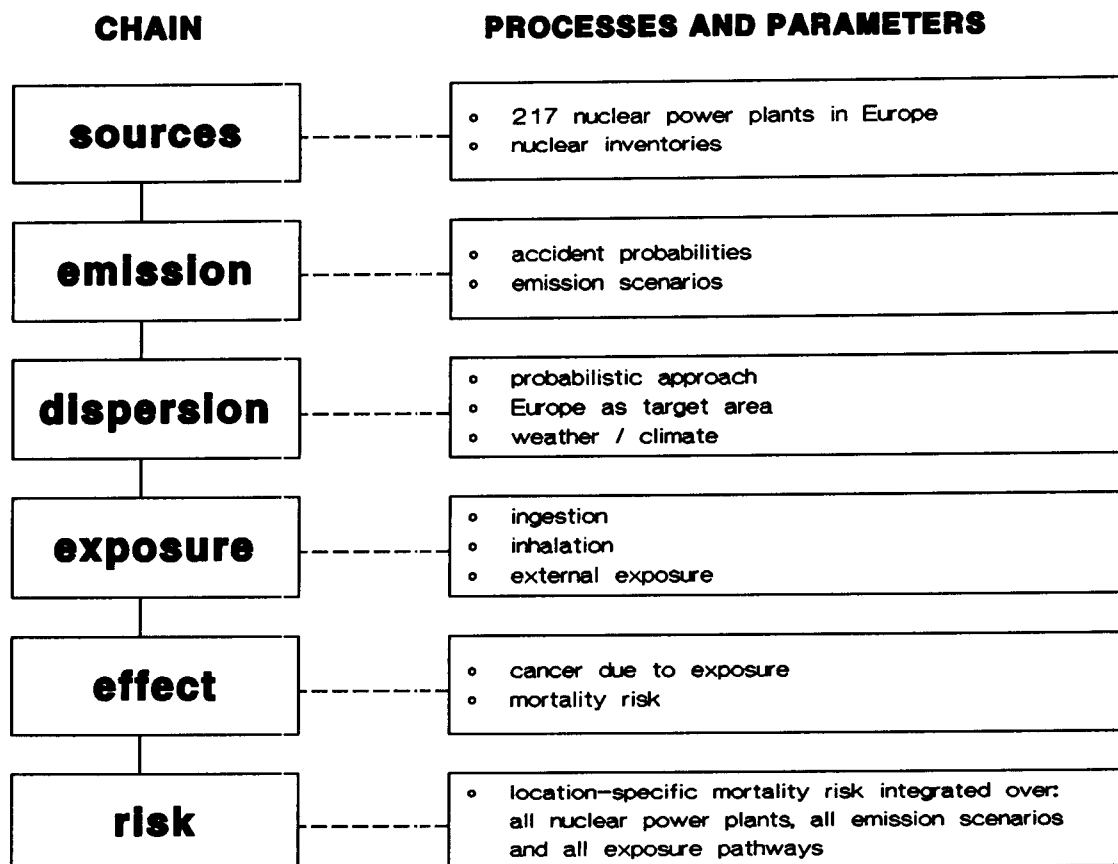 CHAIN PROCESSES AND PARAMETERS
sources
◦ 217 nuclear power plants in Europe
◦ nuclear inventories
emission
◦ accident probabilities
◦ emission scenarios
dispersion
◦ probabilistic approach
◦ Europe as target area
◦ weather / climate
exposure
◦ ingestion
◦ inhalation
◦ external exposure
effect
◦ cancer due to exposure
◦ mortality risk
risk
◦ location-specific mortality risk integrated over:
all nuclear power plants, all emission scenarios
and all exposure pathways